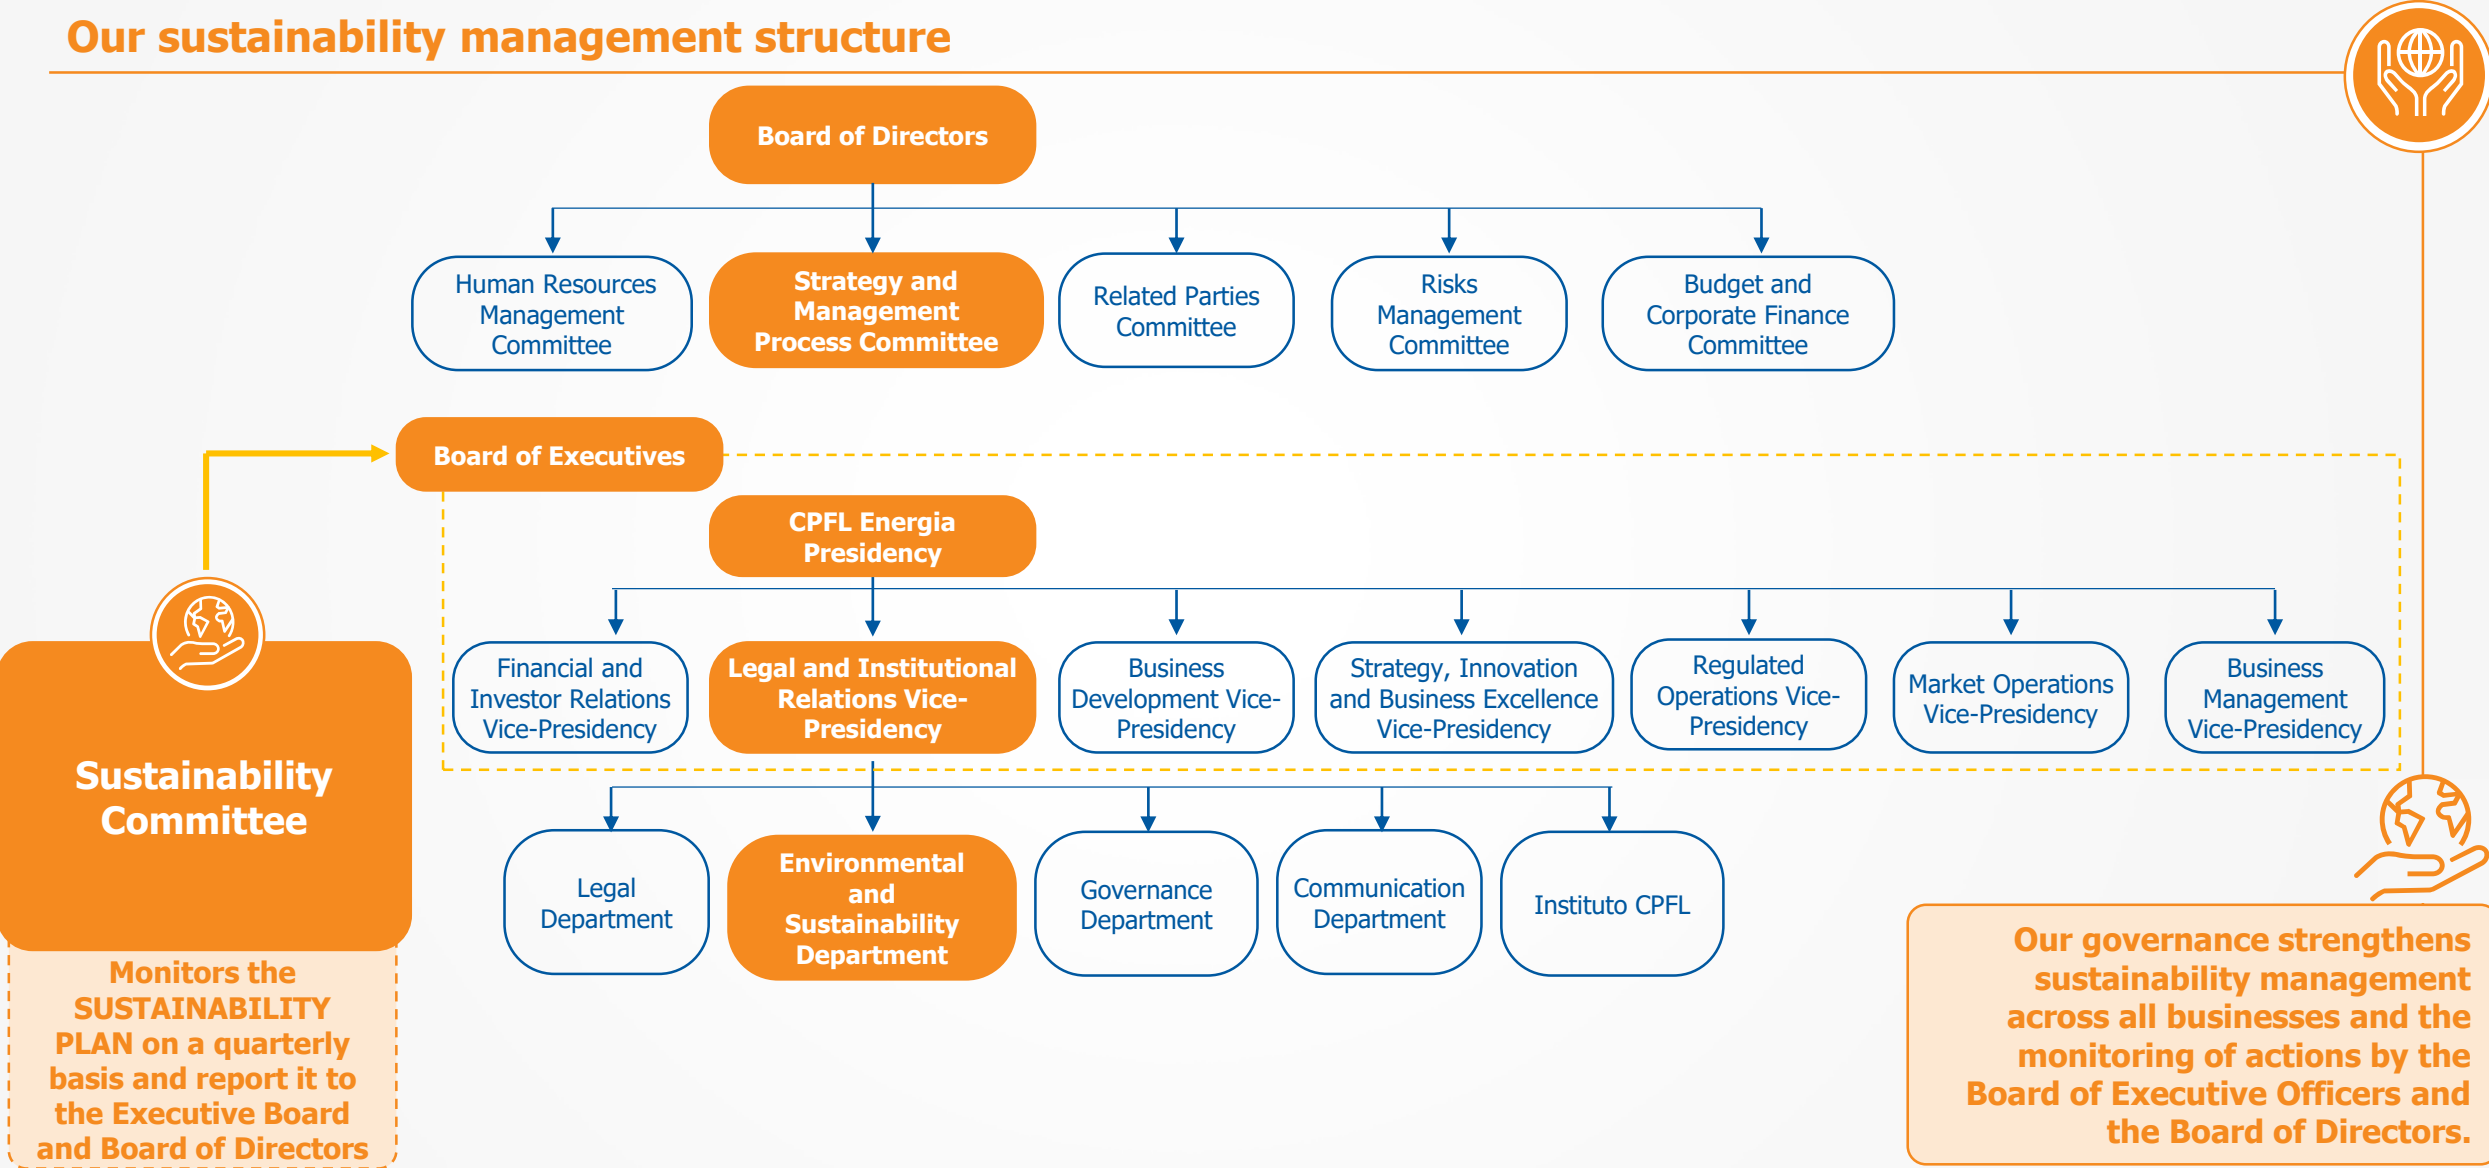 Our sustainability management structure
Board of Directors
Human Resources
Management
Committee
Strategy and
Management
Process Committee
Related Parties
Committee
Risks
Management
Committee
Budget and
Corporate Finance
Committee
Board of Executives
CPFL Energia
Presidency
Financial and
Investor Relations
Vice-Presidency
Legal and Institutional
Relations Vice-
Presidency
Business
Development Vice-
Presidency
Strategy, Innovation
and Business Excellence
Vice-Presidency
Regulated
Operations Vice-
Presidency
Market Operations
Vice-Presidency
Business
Management
Vice-Presidency
Sustainability
Committee
Monitors the
SUSTAINABILITY
PLAN on a quarterly
basis and report it to
the Executive Board
and Board of Directors
Legal
Department
Environmental
and
Sustainability
Department
Governance
Department
Communication
Department
Instituto CPFL
Our governance strengthens
sustainability management
across all businesses and the
monitoring of actions by the
Board of Executive Officers and
the Board of Directors.